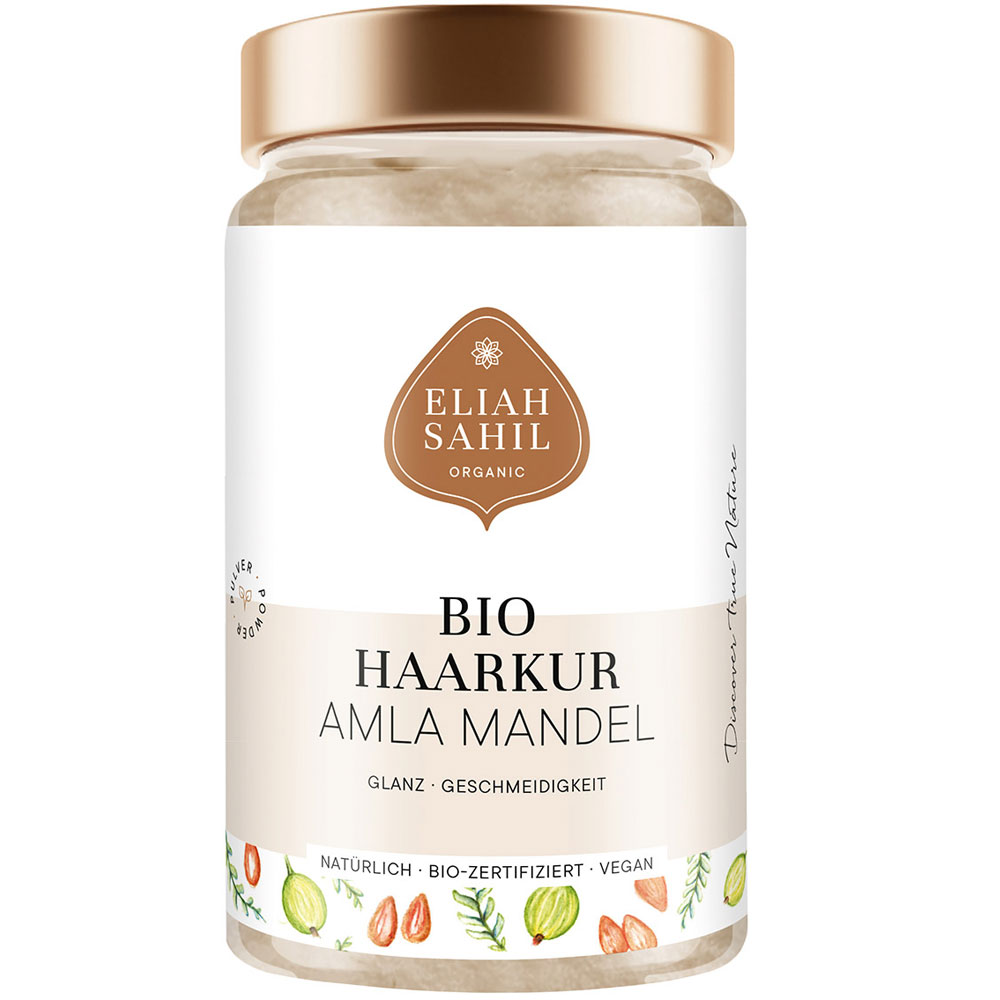 ELIAH
SAHIL
ORGANIC
BIO
HAARKUR
AMLA MANDEL
GLANZ · GESCHMEIDIGKEIT
NATÜRLICH · BIO-ZERTIFIZIERT · VEGAN
PULVER · POWDER ·
Discover true Nature